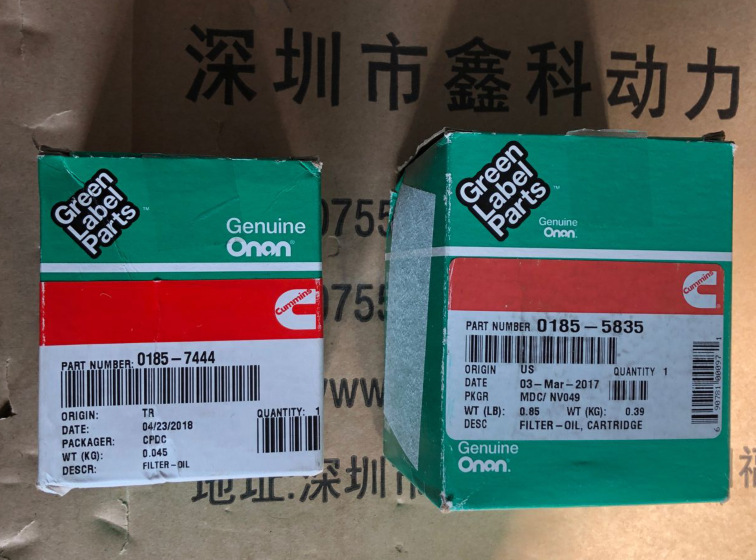 深圳市鑫科动力
0755
0755
www
地址:深圳市
福
Green
Label
Parts™
Genuine
Onan®
Cummins
PART NUMBER: 0185-7444
ORIGIN: TR
QUANTITY: 1
DATE: 04/23/2018
PACKAGER: CPDC
WT (KG): 0.045
DESCR: FILTER-OIL
Green
Label
Parts™
Genuine
Onan
Cummins
PART NUMBER 0185-5835
ORIGIN US QUANTITY 1
DATE 03-Mar-2017
PKGR MDC/ NV049
WT (LB): 0.85 WT (KG): 0.39
DESC FILTER-OIL, CARTRIDGE
Genuine
Onan